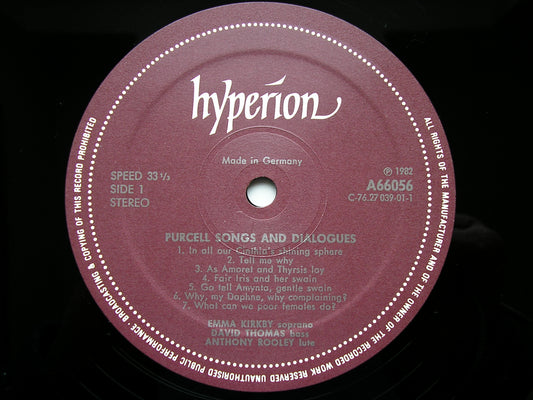 hyperion
Made in Germany
SPEED 33 1/3
SIDE 1
STEREO
℗ 1982
A66056
C-76.27 039-01-1
PURCELL SONGS AND DIALOGUES
1. In all our Cinthia's shining sphere
2. Tell me why
3. As Amoret and Thyrsis lay
4. Fair Iris and her swain
5. Go tell Amynta, gentle swain
6. Why, my Daphne, why complaining?
7. What can we poor females do?
EMMA KIRKBY soprano
DAVID THOMAS bass
ANTHONY ROOLEY lute
ALL RIGHTS OF THE MANUFACTURER AND OF THE OWNER OF THE RECORDED WORK RESERVED UNAUTHORISED PUBLIC PERFORMANCE, BROADCASTING & COPYING OF THIS RECORD PROHIBITED